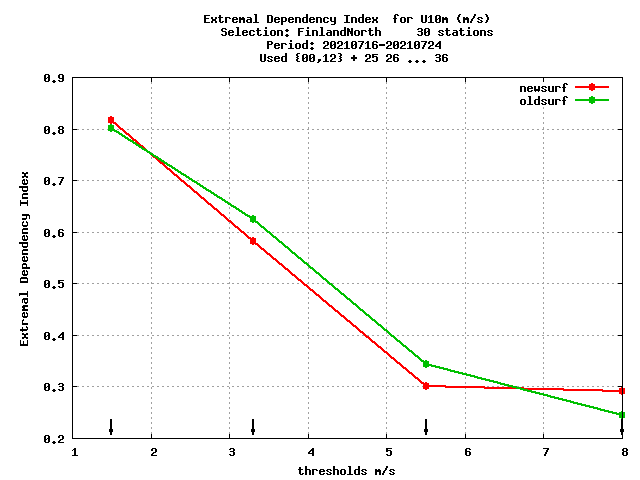 Extremal Dependency Index  for U10m (m/s)
Selection: FinlandNorth     30 stations
Period: 20210716-20210724
Used {00,12} + 25 26 ... 36
newsurf
oldsurf
Extremal Dependency Index
0.9
0.8
0.7
0.6
0.5
0.4
0.3
0.2
1 2 3 4 5 6 7 8
thresholds m/s